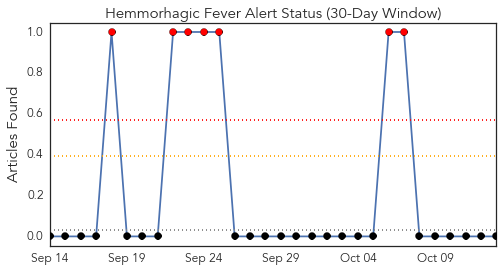 Hemmorhagic Fever Alert Status (30-Day Window)
Articles Found
1.0
0.8
0.6
0.4
0.2
0.0
Sep 14 Sep 19 Sep 24 Sep 29 Oct 04 Oct 09